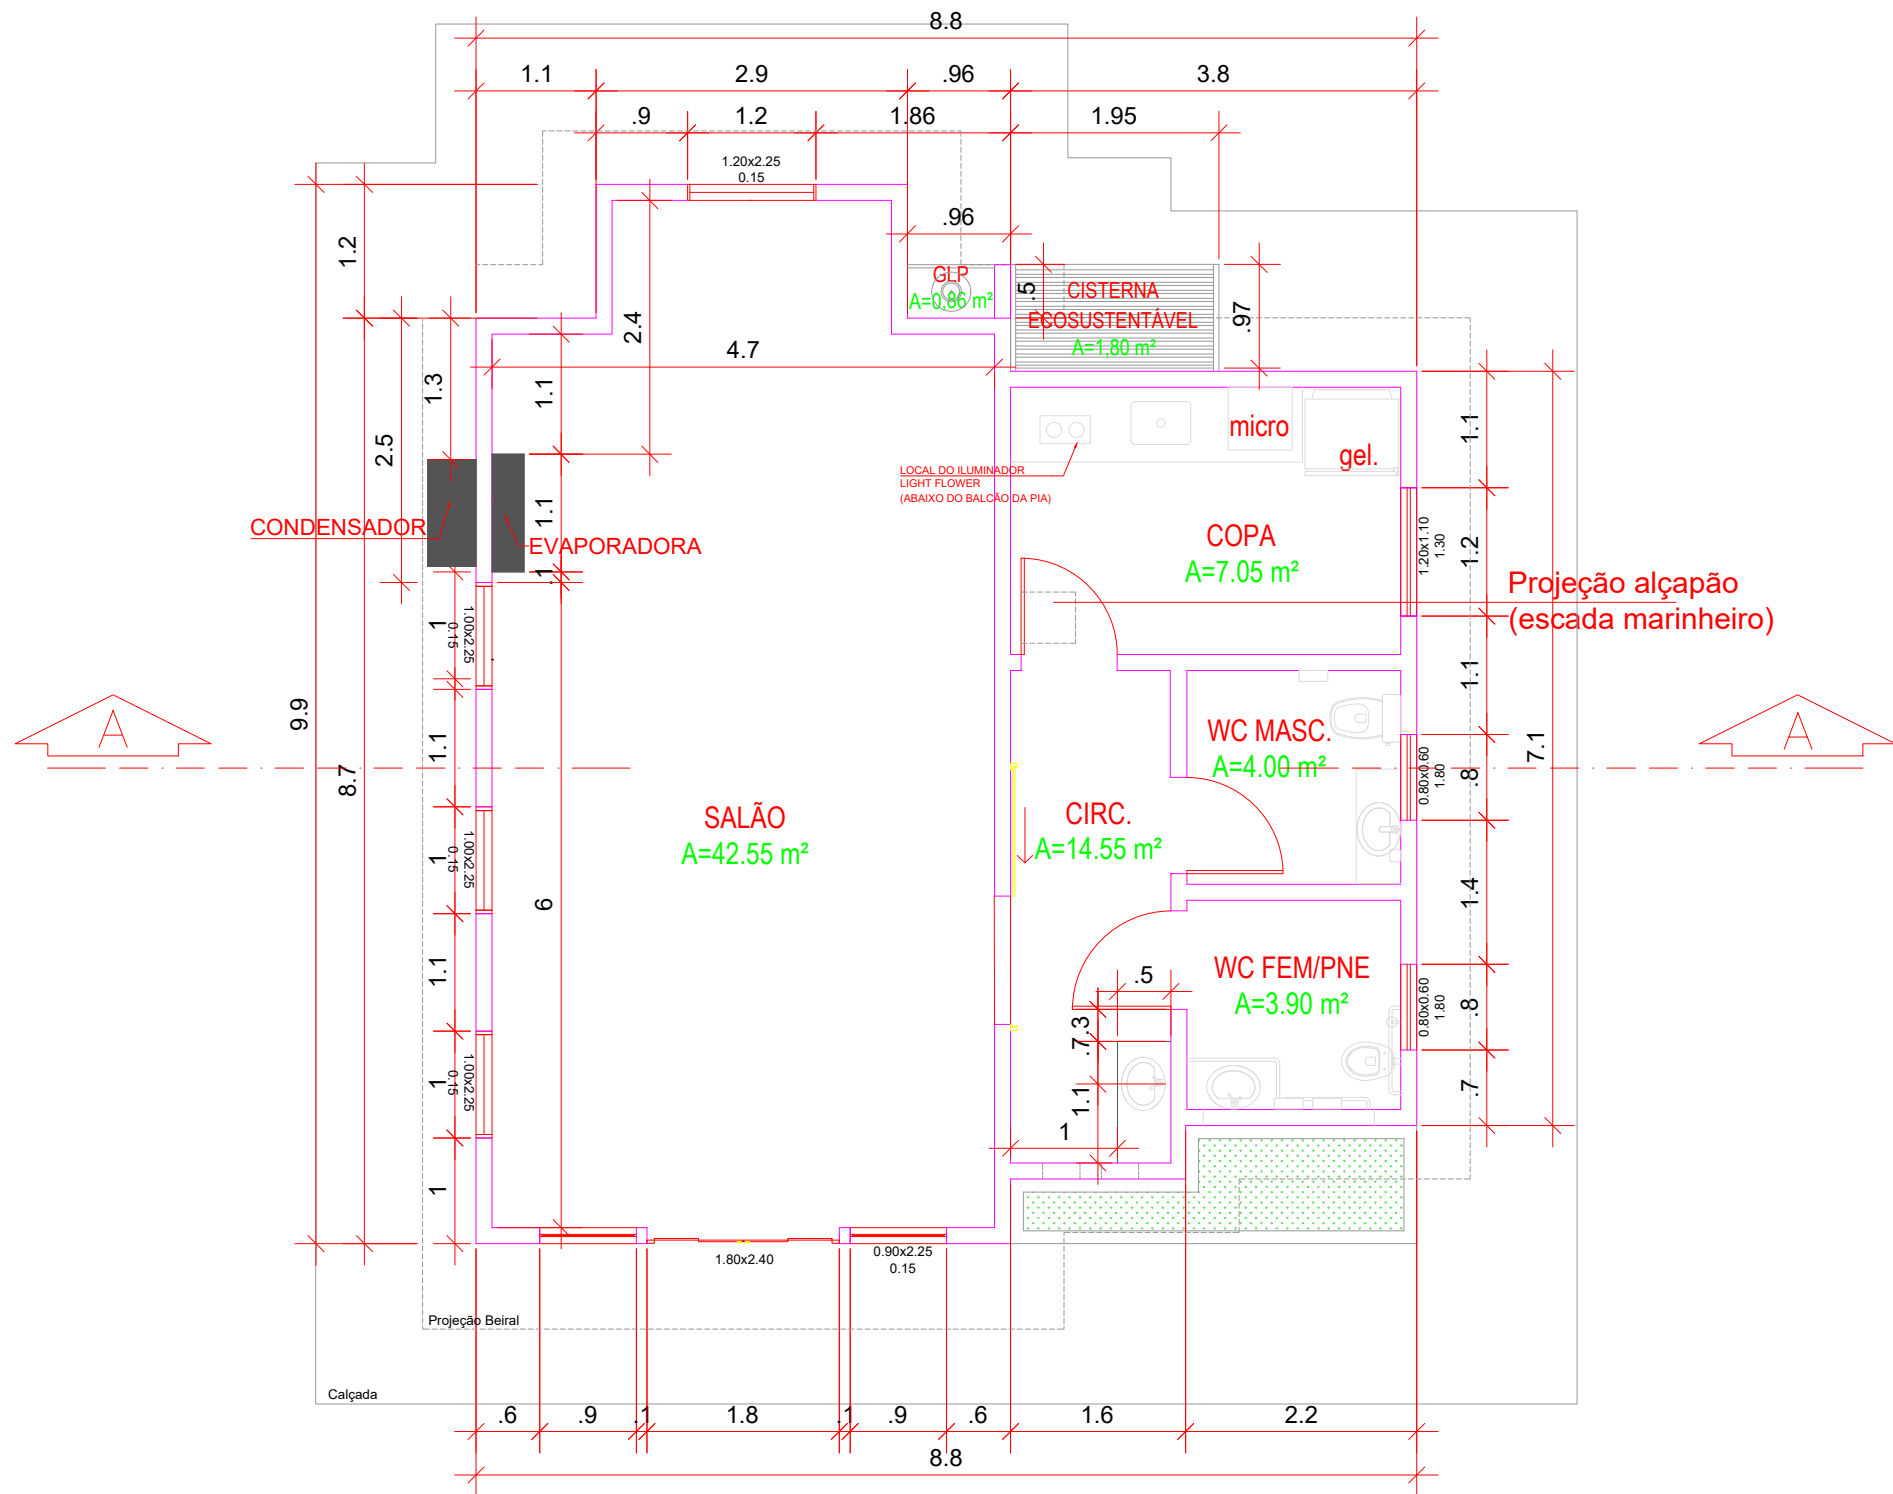 8.8
1.1
2.9
.96
3.8
.9
1.2
1.86
1.95
1.20x2.25
0.15
.96
1.2
GLP
A=0.86 m²
.5
CISTERNA
ECOSUSTENTÁVEL
A=1,80 m²
.97
2.4
4.7
1.3
1.1
2.5
1.1
micro
gel.
1.1
LOCAL DO ILUMINADOR
LIGHT FLOWER
(ABAIXO DO BALCÃO DA PIA)
CONDENSADOR
EVAPORADORA
.1
COPA
A=7.05 m²
1.20x1.10
1.30
1.2
Projeção alçapão
(escada marinheiro)
1
1.00x2.25
0.15
1.1
9.9
8.7
A
1.1
WC MASC.
A=4.00 m²
0.80x0.60
1.80
.8
7.1
A
SALÃO
A=42.55 m²
CIRC.
A=14.55 m²
1
1.00x2.25
0.15
6
1.4
1.1
WC FEM/PNE
A=3.90 m²
.5
.3
.7
0.80x0.60
1.80
.8
1
1.00x2.25
0.15
1.1
1
.7
1
1.80x2.40
0.90x2.25
0.15
Projeção Beiral
Calçada
.6
.9
.1
1.8
.1
.9
.6
1.6
2.2
8.8